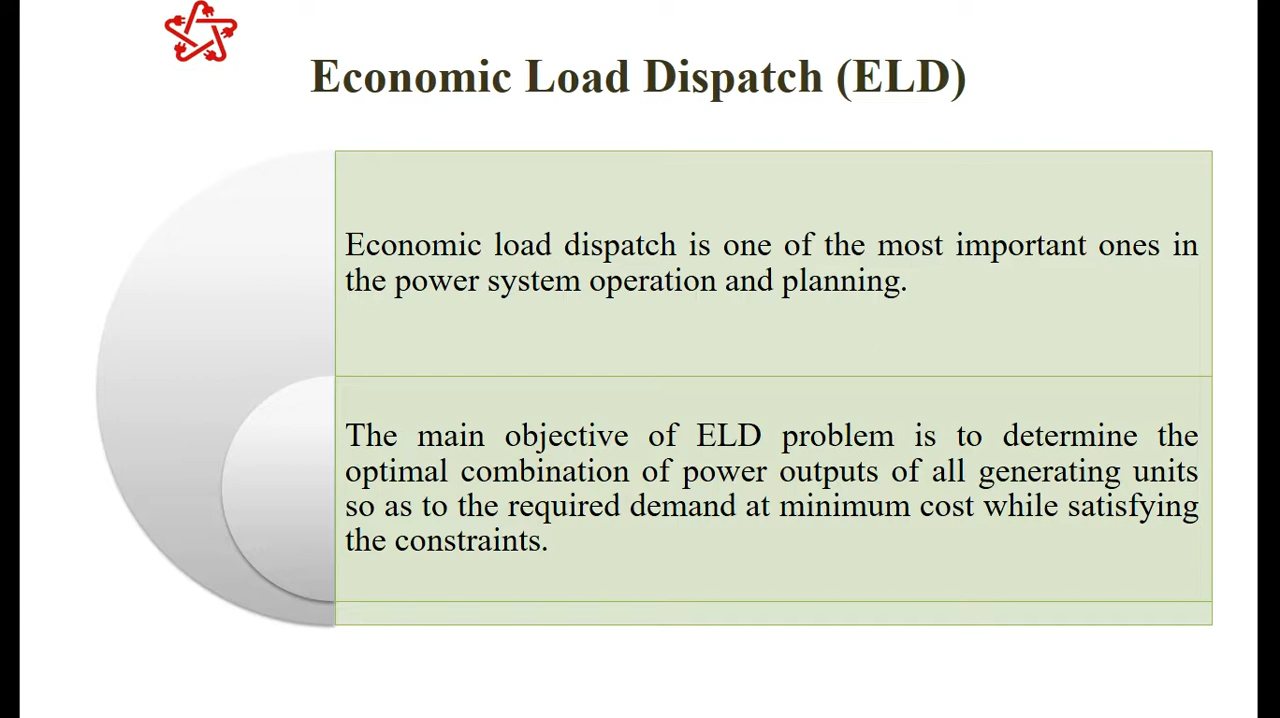 Economic Load Dispatch (ELD)
Economic load dispatch is one of the most important ones in
the power system operation and planning.
The main objective of ELD problem is to determine the
optimal combination of power outputs of all generating units
so as to the required demand at minimum cost while satisfying
the constraints.